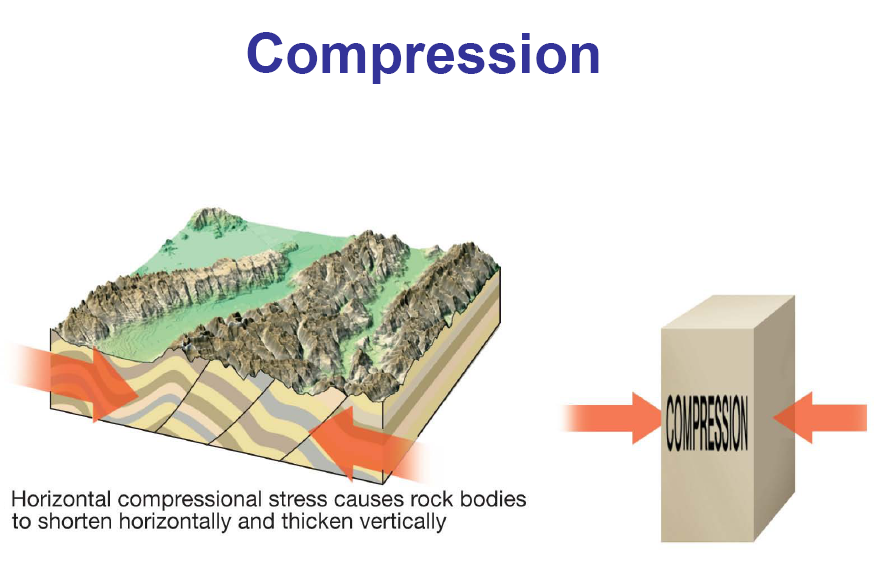 Compression
Horizontal compressional stress causes rock bodies
to shorten horizontally and thicken vertically
COMPRESSION